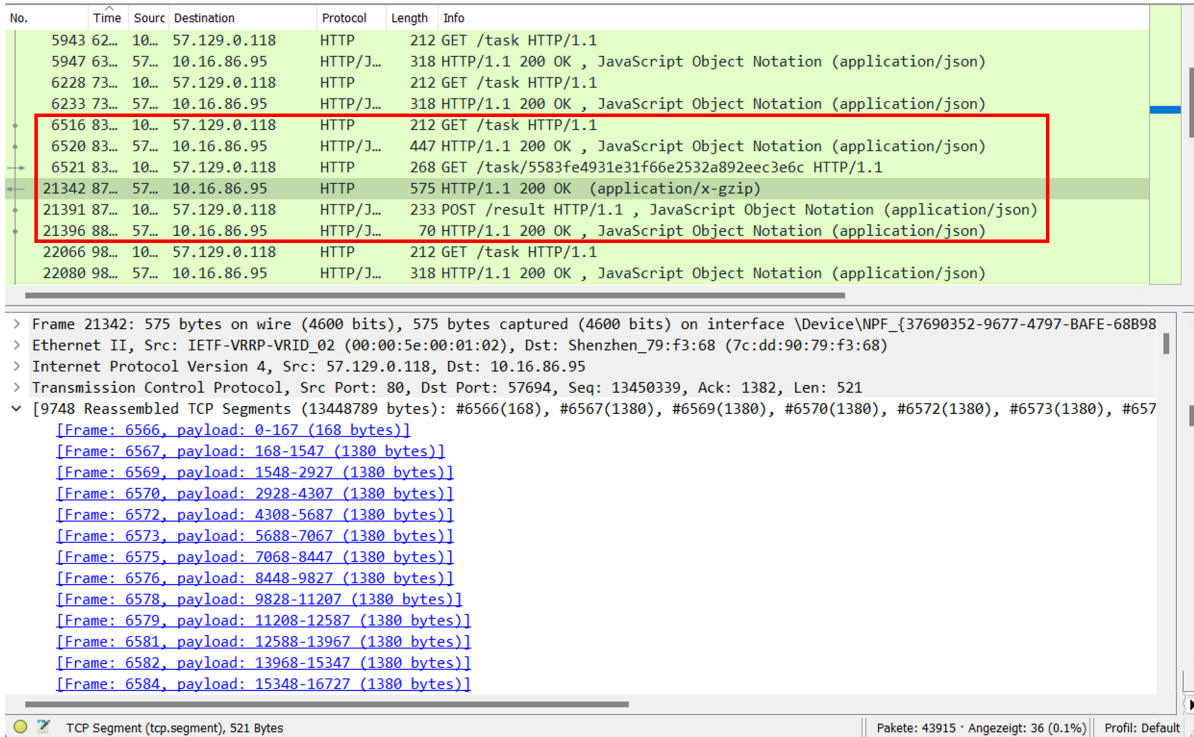 No. Time Sourc Destination Protocol Length Info
5943 62… 10… 57.129.0.118 HTTP 212 GET /task HTTP/1.1
5947 63… 57… 10.16.86.95 HTTP/J… 318 HTTP/1.1 200 OK , JavaScript Object Notation (application/json)
6228 73… 10… 57.129.0.118 HTTP 212 GET /task HTTP/1.1
6233 73… 57… 10.16.86.95 HTTP/J… 318 HTTP/1.1 200 OK , JavaScript Object Notation (application/json)
6516 83… 10… 57.129.0.118 HTTP 212 GET /task HTTP/1.1
6520 83… 57… 10.16.86.95 HTTP/J… 447 HTTP/1.1 200 OK , JavaScript Object Notation (application/json)
6521 83… 10… 57.129.0.118 HTTP 268 GET /task/5583fe4931e31f66e2532a892eec3e6c HTTP/1.1
21342 87… 57… 10.16.86.95 HTTP 575 HTTP/1.1 200 OK (application/x-gzip)
21391 87… 10… 57.129.0.118 HTTP/J… 233 POST /result HTTP/1.1 , JavaScript Object Notation (application/json)
21396 88… 57… 10.16.86.95 HTTP/J… 70 HTTP/1.1 200 OK , JavaScript Object Notation (application/json)
22066 98… 10… 57.129.0.118 HTTP 212 GET /task HTTP/1.1
22080 98… 57… 10.16.86.95 HTTP/J… 318 HTTP/1.1 200 OK , JavaScript Object Notation (application/json)
Frame 21342: 575 bytes on wire (4600 bits), 575 bytes captured (4600 bits) on interface \Device\NPF_{37690352-9677-4797-BAFE-68B98
Ethernet II, Src: IETF-VRRP-VRID_02 (00:00:5e:00:01:02), Dst: Shenzhen_79:f3:68 (7c:dd:90:79:f3:68)
Internet Protocol Version 4, Src: 57.129.0.118, Dst: 10.16.86.95
Transmission Control Protocol, Src Port: 80, Dst Port: 57694, Seq: 13450339, Ack: 1382, Len: 521
[9748 Reassembled TCP Segments (13448789 bytes): #6566(168), #6567(1380), #6569(1380), #6570(1380), #6572(1380), #6573(1380), #657
[Frame: 6566, payload: 0-167 (168 bytes)]
[Frame: 6567, payload: 168-1547 (1380 bytes)]
[Frame: 6569, payload: 1548-2927 (1380 bytes)]
[Frame: 6570, payload: 2928-4307 (1380 bytes)]
[Frame: 6572, payload: 4308-5687 (1380 bytes)]
[Frame: 6573, payload: 5688-7067 (1380 bytes)]
[Frame: 6575, payload: 7068-8447 (1380 bytes)]
[Frame: 6576, payload: 8448-9827 (1380 bytes)]
[Frame: 6578, payload: 9828-11207 (1380 bytes)]
[Frame: 6579, payload: 11208-12587 (1380 bytes)]
[Frame: 6581, payload: 12588-13967 (1380 bytes)]
[Frame: 6582, payload: 13968-15347 (1380 bytes)]
[Frame: 6584, payload: 15348-16727 (1380 bytes)]
TCP Segment (tcp.segment), 521 Bytes Pakete: 43915 · Angezeigt: 36 (0.1%) Profil: Default